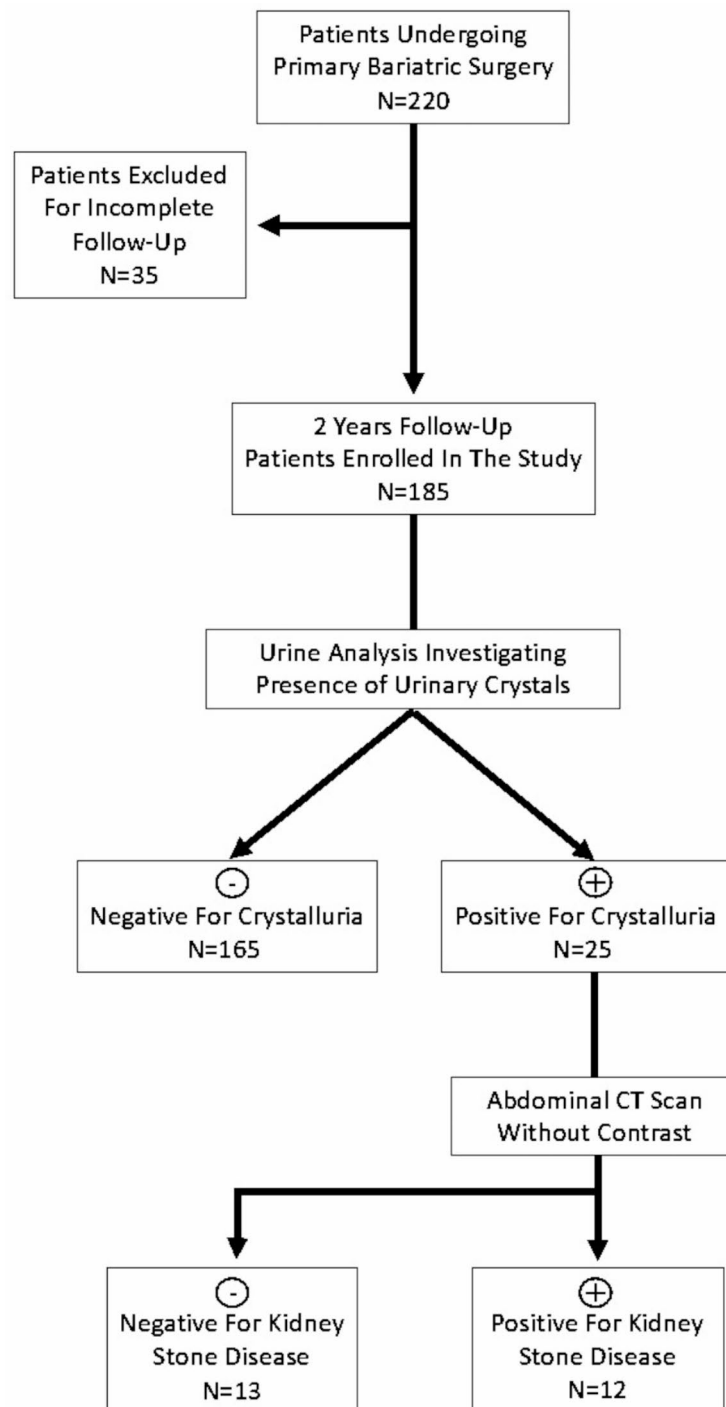 Patients Undergoing
Primary Bariatric Surgery
N=220
Patients Excluded
For Incomplete
Follow-Up
N=35
2 Years Follow-Up
Patients Enrolled In The Study
N=185
Urine Analysis Investigating
Presence of Urinary Crystals
-
Negative For Crystalluria
N=165
+
Positive For Crystalluria
N=25
Abdominal CT Scan
Without Contrast
-
Negative For Kidney
Stone Disease
N=13
+
Positive For Kidney
Stone Disease
N=12